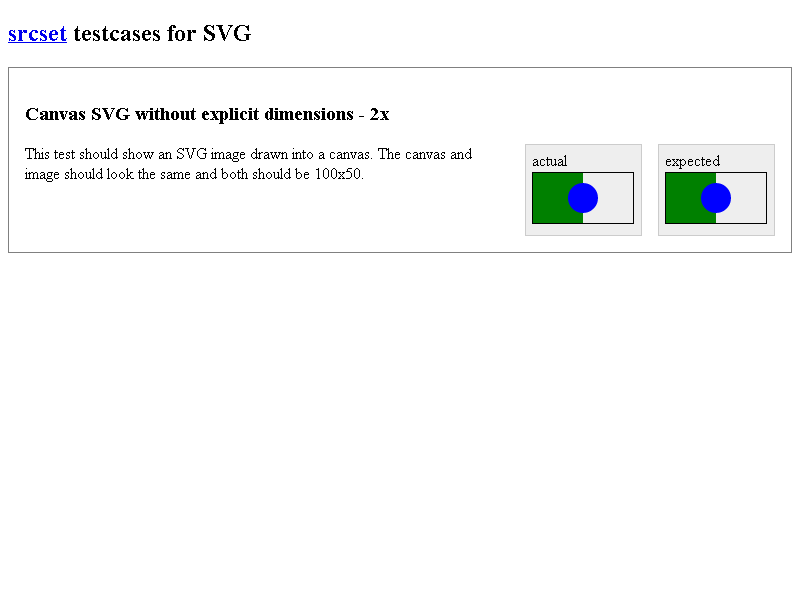 srcset testcases for SVG
Canvas SVG without explicit dimensions - 2x
This test should show an SVG image drawn into a canvas. The canvas and
image should look the same and both should be 100x50.
actual
expected